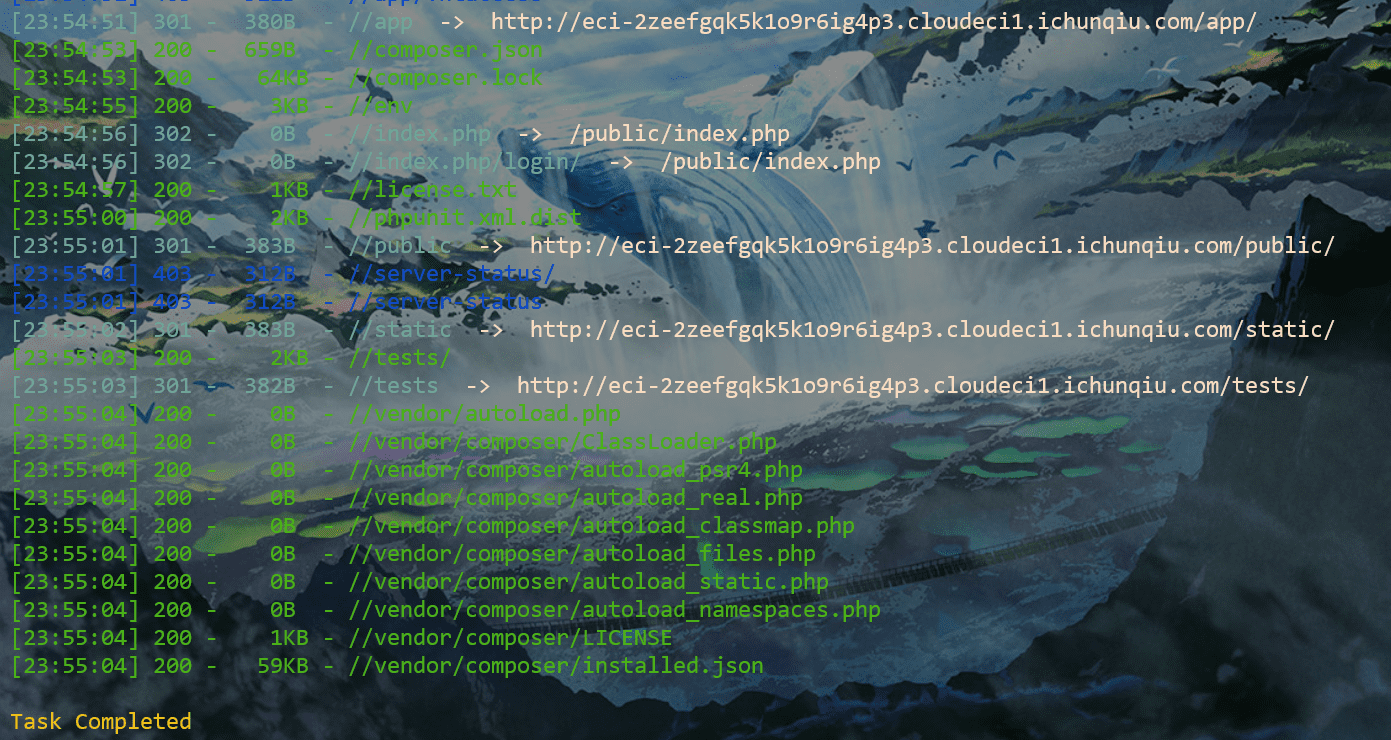 [23:54:51] 301 -  380B  - //app  ->  http://eci-2zeefgqk5k1o9r6ig4p3.cloudeci1.ichunqiu.com/app/
[23:54:53] 200 -  659B  - //composer.json
[23:54:53] 200 -   64KB - //composer.lock
[23:54:55] 200 -    3KB - //env
[23:54:56] 302 -    0B  - //index.php  ->  /public/index.php
[23:54:56] 302 -    0B  - //index.php/login/  ->  /public/index.php
[23:54:57] 200 -    1KB - //license.txt
[23:55:00] 200 -    2KB - //phpunit.xml.dist
[23:55:01] 301 -  383B  - //public  ->  http://eci-2zeefgqk5k1o9r6ig4p3.cloudeci1.ichunqiu.com/public/
[23:55:01] 403 -  312B  - //server-status/
[23:55:01] 403 -  312B  - //server-status
[23:55:02] 301 -  383B  - //static  ->  http://eci-2zeefgqk5k1o9r6ig4p3.cloudeci1.ichunqiu.com/static/
[23:55:03] 200 -    2KB - //tests/
[23:55:03] 301 -  382B  - //tests  ->  http://eci-2zeefgqk5k1o9r6ig4p3.cloudeci1.ichunqiu.com/tests/
[23:55:04] 200 -    0B  - //vendor/autoload.php
[23:55:04] 200 -    0B  - //vendor/composer/ClassLoader.php
[23:55:04] 200 -    0B  - //vendor/composer/autoload_psr4.php
[23:55:04] 200 -    0B  - //vendor/composer/autoload_real.php
[23:55:04] 200 -    0B  - //vendor/composer/autoload_classmap.php
[23:55:04] 200 -    0B  - //vendor/composer/autoload_files.php
[23:55:04] 200 -    0B  - //vendor/composer/autoload_static.php
[23:55:04] 200 -    0B  - //vendor/composer/autoload_namespaces.php
[23:55:04] 200 -    1KB - //vendor/composer/LICENSE
[23:55:04] 200 -   59KB - //vendor/composer/installed.json
Task Completed